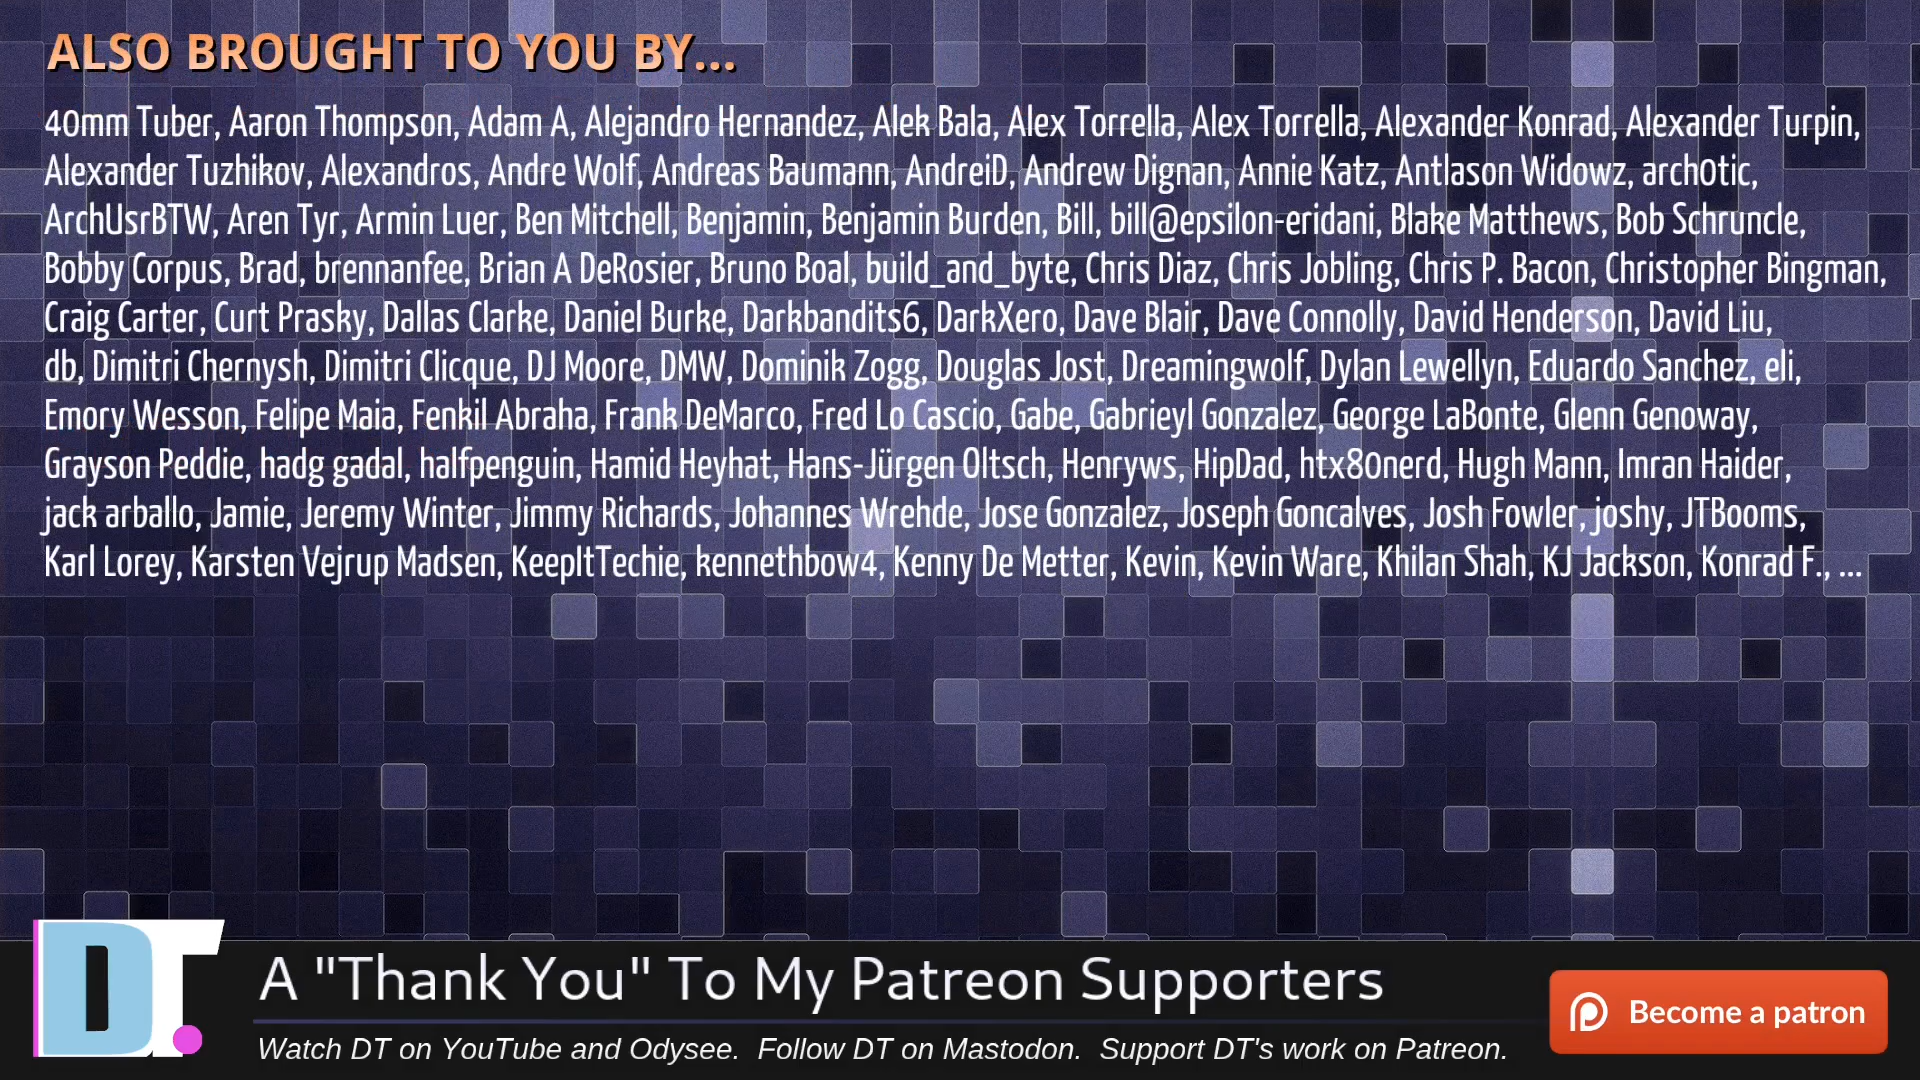 ALSO BROUGHT TO YOU BY...
40mm Tuber, Aaron Thompson, Adam A, Alejandro Hernandez, Alek Bala, Alex Torrella, Alex Torrella, Alexander Konrad, Alexander Turpin,
Alexander Tuzhikov, Alexandros, Andre Wolf, Andreas Baumann, AndreiD, Andrew Dignan, Annie Katz, Antlason Widowz, arch0tic,
ArchUsrBTW, Aren Tyr, Armin Luer, Ben Mitchell, Benjamin, Benjamin Burden, Bill, bill@epsilon-eridani, Blake Matthews, Bob Schruncle,
Bobby Corpus, Brad, brennanfee, Brian A DeRosier, Bruno Boal, build_and_byte, Chris Diaz, Chris Jobling, Chris P. Bacon, Christopher Bingman,
Craig Carter, Curt Prasky, Dallas Clarke, Daniel Burke, Darkbandits6, DarkXero, Dave Blair, Dave Connolly, David Henderson, David Liu,
db, Dimitri Chernysh, Dimitri Clicque, DJ Moore, DMW, Dominik Zogg, Douglas Jost, Dreamingwolf, Dylan Lewellyn, Eduardo Sanchez, eli,
Emory Wesson, Felipe Maia, Fenkil Abraha, Frank DeMarco, Fred Lo Cascio, Gabe, Gabrieyl Gonzalez, George LaBonte, Glenn Genoway,
Grayson Peddie, hadg gadal, halfpenguin, Hamid Heyhat, Hans-Jürgen Oltsch, Henryws, HipDad, htx80nerd, Hugh Mann, Imran Haider,
jack arballo, Jamie, Jeremy Winter, Jimmy Richards, Johannes Wrehde, Jose Gonzalez, Joseph Goncalves, Josh Fowler, joshy, JTBooms,
Karl Lorey, Karsten Vejrup Madsen, KeepItTechie, kennethbow4, Kenny De Metter, Kevin, Kevin Ware, Khilan Shah, KJ Jackson, Konrad F., ...
DT
A "Thank You" To My Patreon Supporters
Watch DT on YouTube and Odysee. Follow DT on Mastodon. Support DT's work on Patreon.
Become a patron